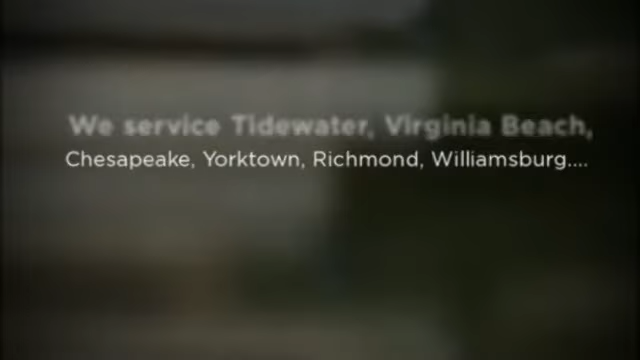 We service Tidewater, Virginia Beach,
Chesapeake, Yorktown, Richmond, Williamsburg....